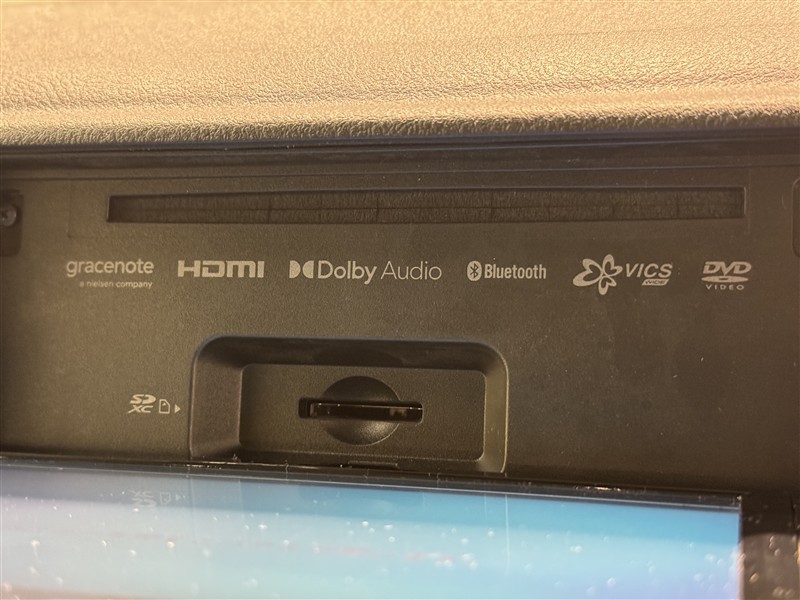 gracenote
a nielsen company
HDMI
Dolby Audio
Bluetooth
VICS
WIDE
DVD
VIDEO
SD
XC